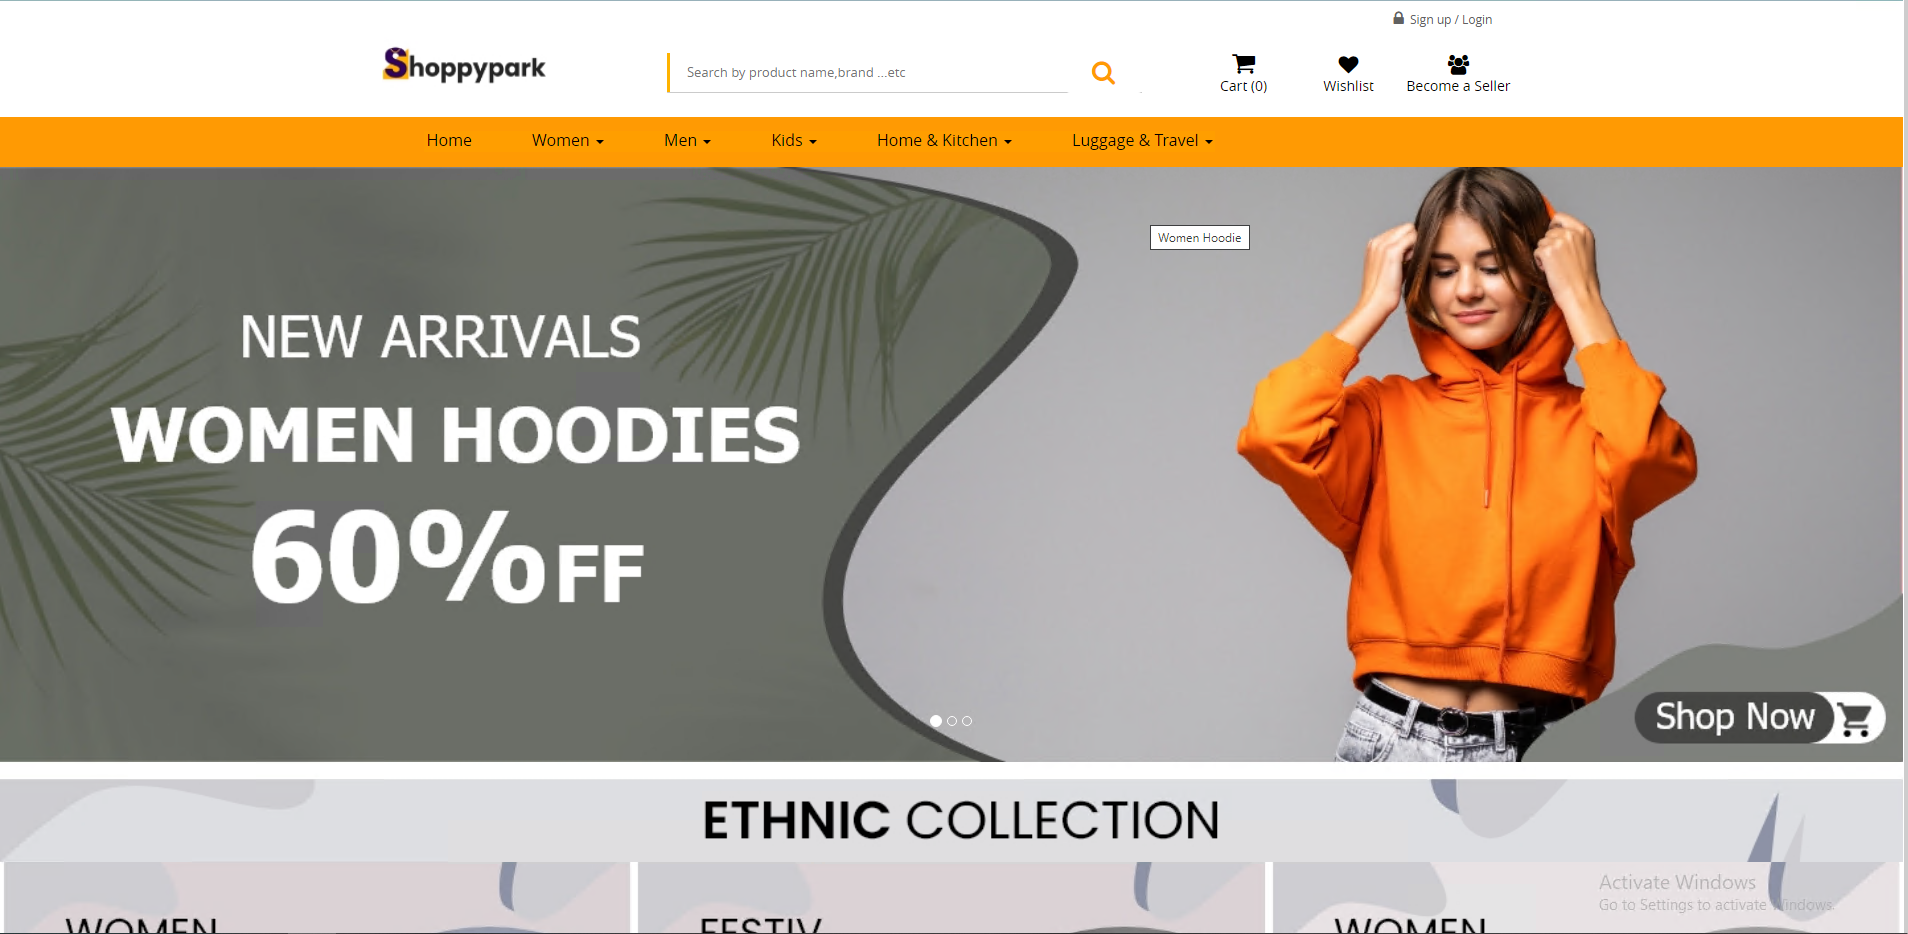 Sign up / Login
Shoppypark
Search by product name,brand ...etc
Cart (0)
Wishlist
Become a Seller
Home Women Men Kids Home & Kitchen Luggage & Travel
Women Hoodie
NEW ARRIVALS
WOMEN HOODIES
60%FF
Shop Now
ETHNIC COLLECTION
Activate Windows
Go to Settings to activate Windows.
WOMEN FESTIV WOMEN